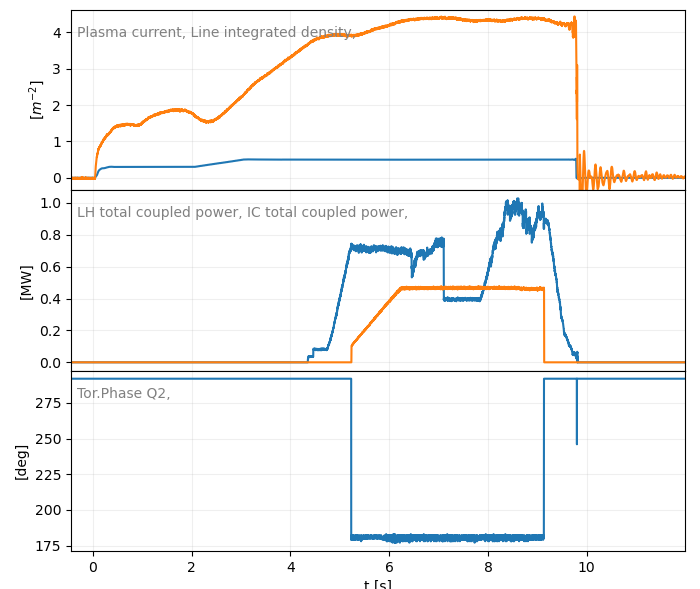 Plasma current, Line integrated density,
[m⁻²]
4
3
2
1
0
LH total coupled power, IC total coupled power,
[MW]
1.0
0.8
0.6
0.4
0.2
0.0
Tor.Phase Q2,
[deg]
275
250
225
200
175
0 2 4 6 8 10
t [s]